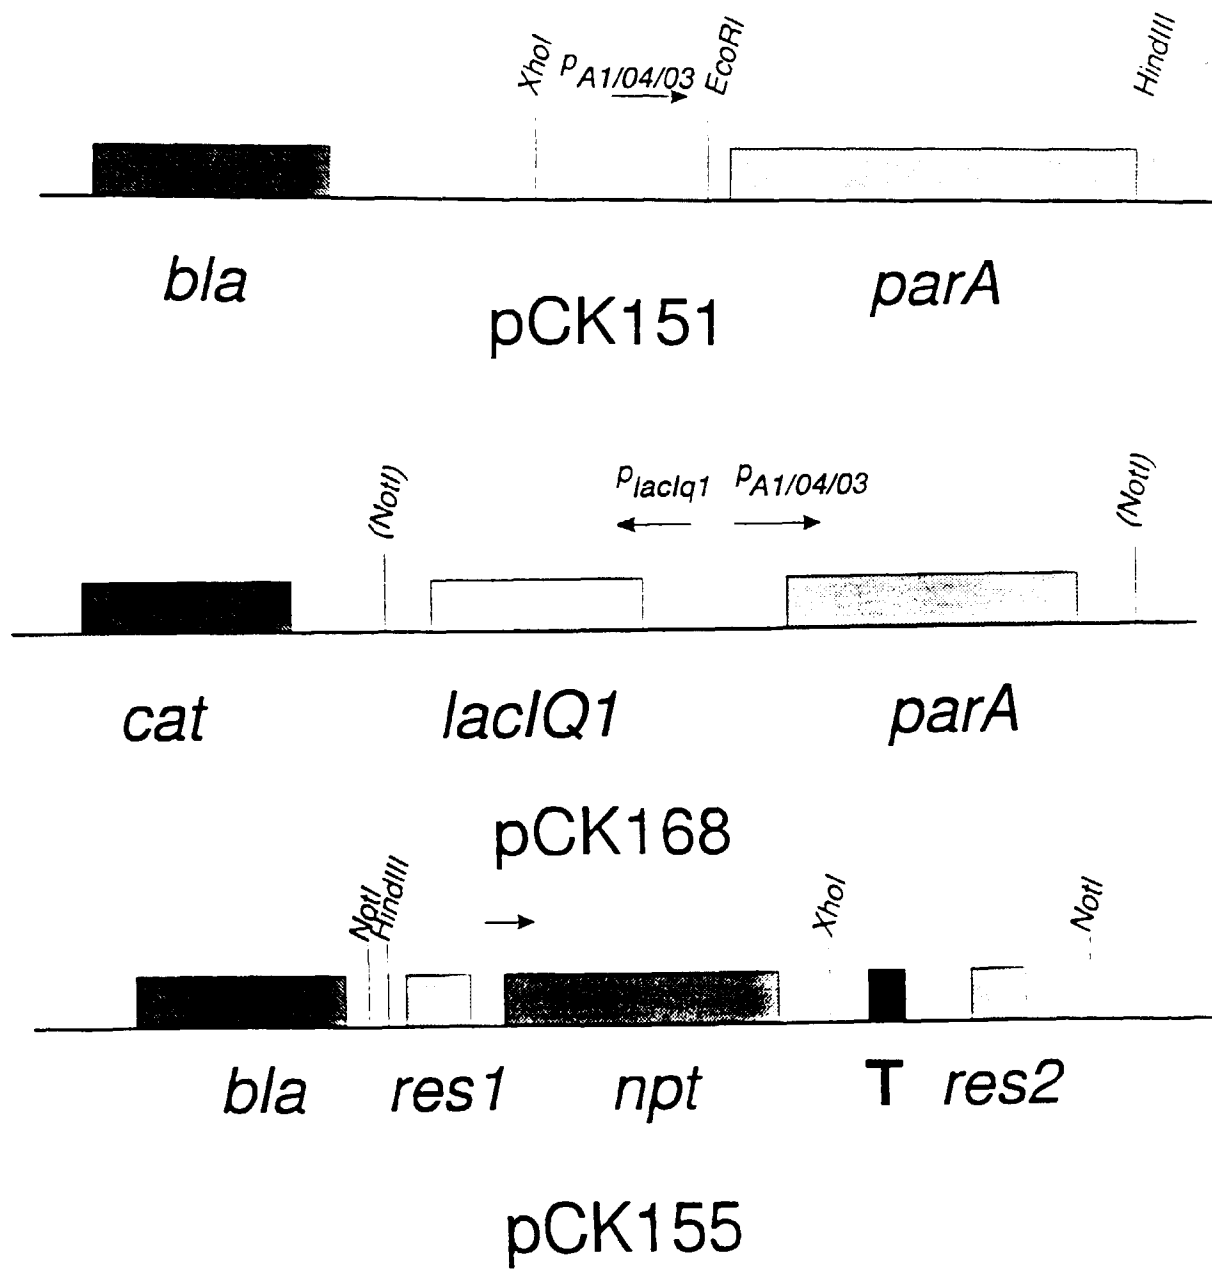 XhoI PA1/04/03 EcoRI HindIII
bla parA
pCK151
(NotI) PlacIq1 PA1/04/03 (NotI)
cat lacIQ1 parA
pCK168
NotI HindIII XhoI NotI
bla res1 npt T res2
pCK155